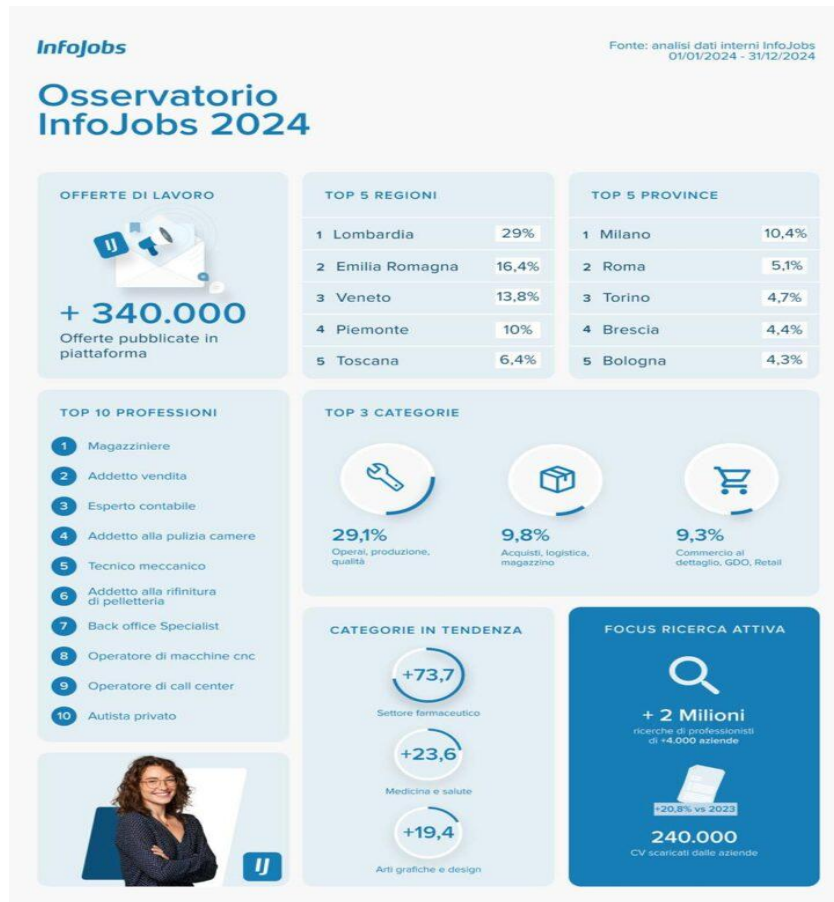 InfoJobs
Fonte: analisi dati interni InfoJobs
01/01/2024 - 31/12/2024
Osservatorio
InfoJobs 2024
OFFERTE DI LAVORO
IJ
+ 340.000
Offerte pubblicate in
piattaforma
TOP 5 REGIONI
1 Lombardia 29%
2 Emilia Romagna 16,4%
3 Veneto 13,8%
4 Piemonte 10%
5 Toscana 6,4%
TOP 5 PROVINCE
1 Milano 10,4%
2 Roma 5,1%
3 Torino 4,7%
4 Brescia 4,4%
5 Bologna 4,3%
TOP 10 PROFESSIONI
1 Magazziniere
2 Addetto vendita
3 Esperto contabile
4 Addetto alla pulizia camere
5 Tecnico meccanico
6 Addetto alla rifinitura
di pelletteria
7 Back office Specialist
8 Operatore di macchine cnc
9 Operatore di call center
10 Autista privato
TOP 3 CATEGORIE
29,1%
Operai, produzione,
qualità
9,8%
Acquisti, logistica,
magazzino
9,3%
Commercio al
dettaglio, GDO, Retail
CATEGORIE IN TENDENZA
+73,7
Settore farmaceutico
+23,6
Medicina e salute
+19,4
Arti grafiche e design
FOCUS RICERCA ATTIVA
+ 2 Milioni
ricerche di professionisti
di +4.000 aziende
+20,8% vs 2023
240.000
CV scaricati dalle aziende
IJ